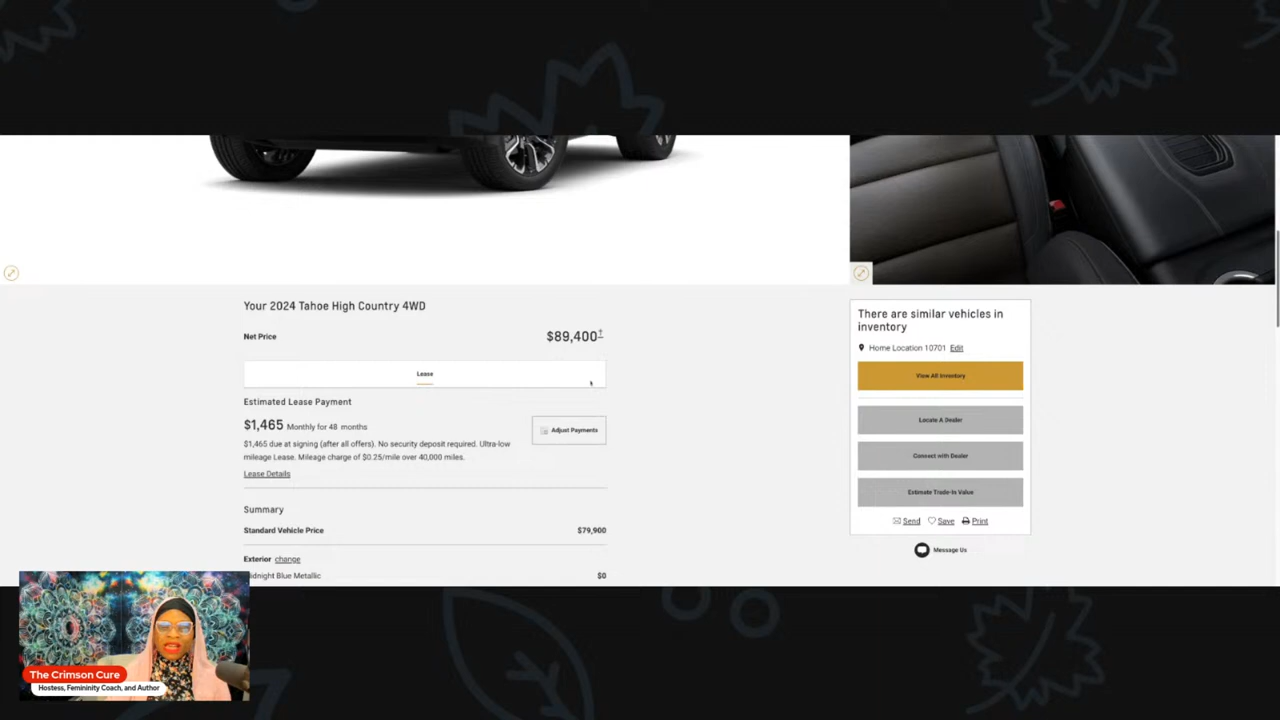 Your 2024 Tahoe High Country 4WD
Net Price
$89,400†
Lease
Estimated Lease Payment
$1,465 Monthly for 48 months
Adjust Payments
$1,465 due at signing (after all offers). No security deposit required. Ultra-low
mileage Lease. Mileage charge of $0.25/mile over 40,000 miles.
Lease Details
Summary
Standard Vehicle Price
$79,900
Exterior change
idnight Blue Metallic
$0
There are similar vehicles in
inventory
Home Location 10701 Edit
View All Inventory
Locate A Dealer
Connect with Dealer
Estimate Trade-In Value
Send Save Print
Message Us
The Crimson Cure
Hostess, Femininity Coach, and Author